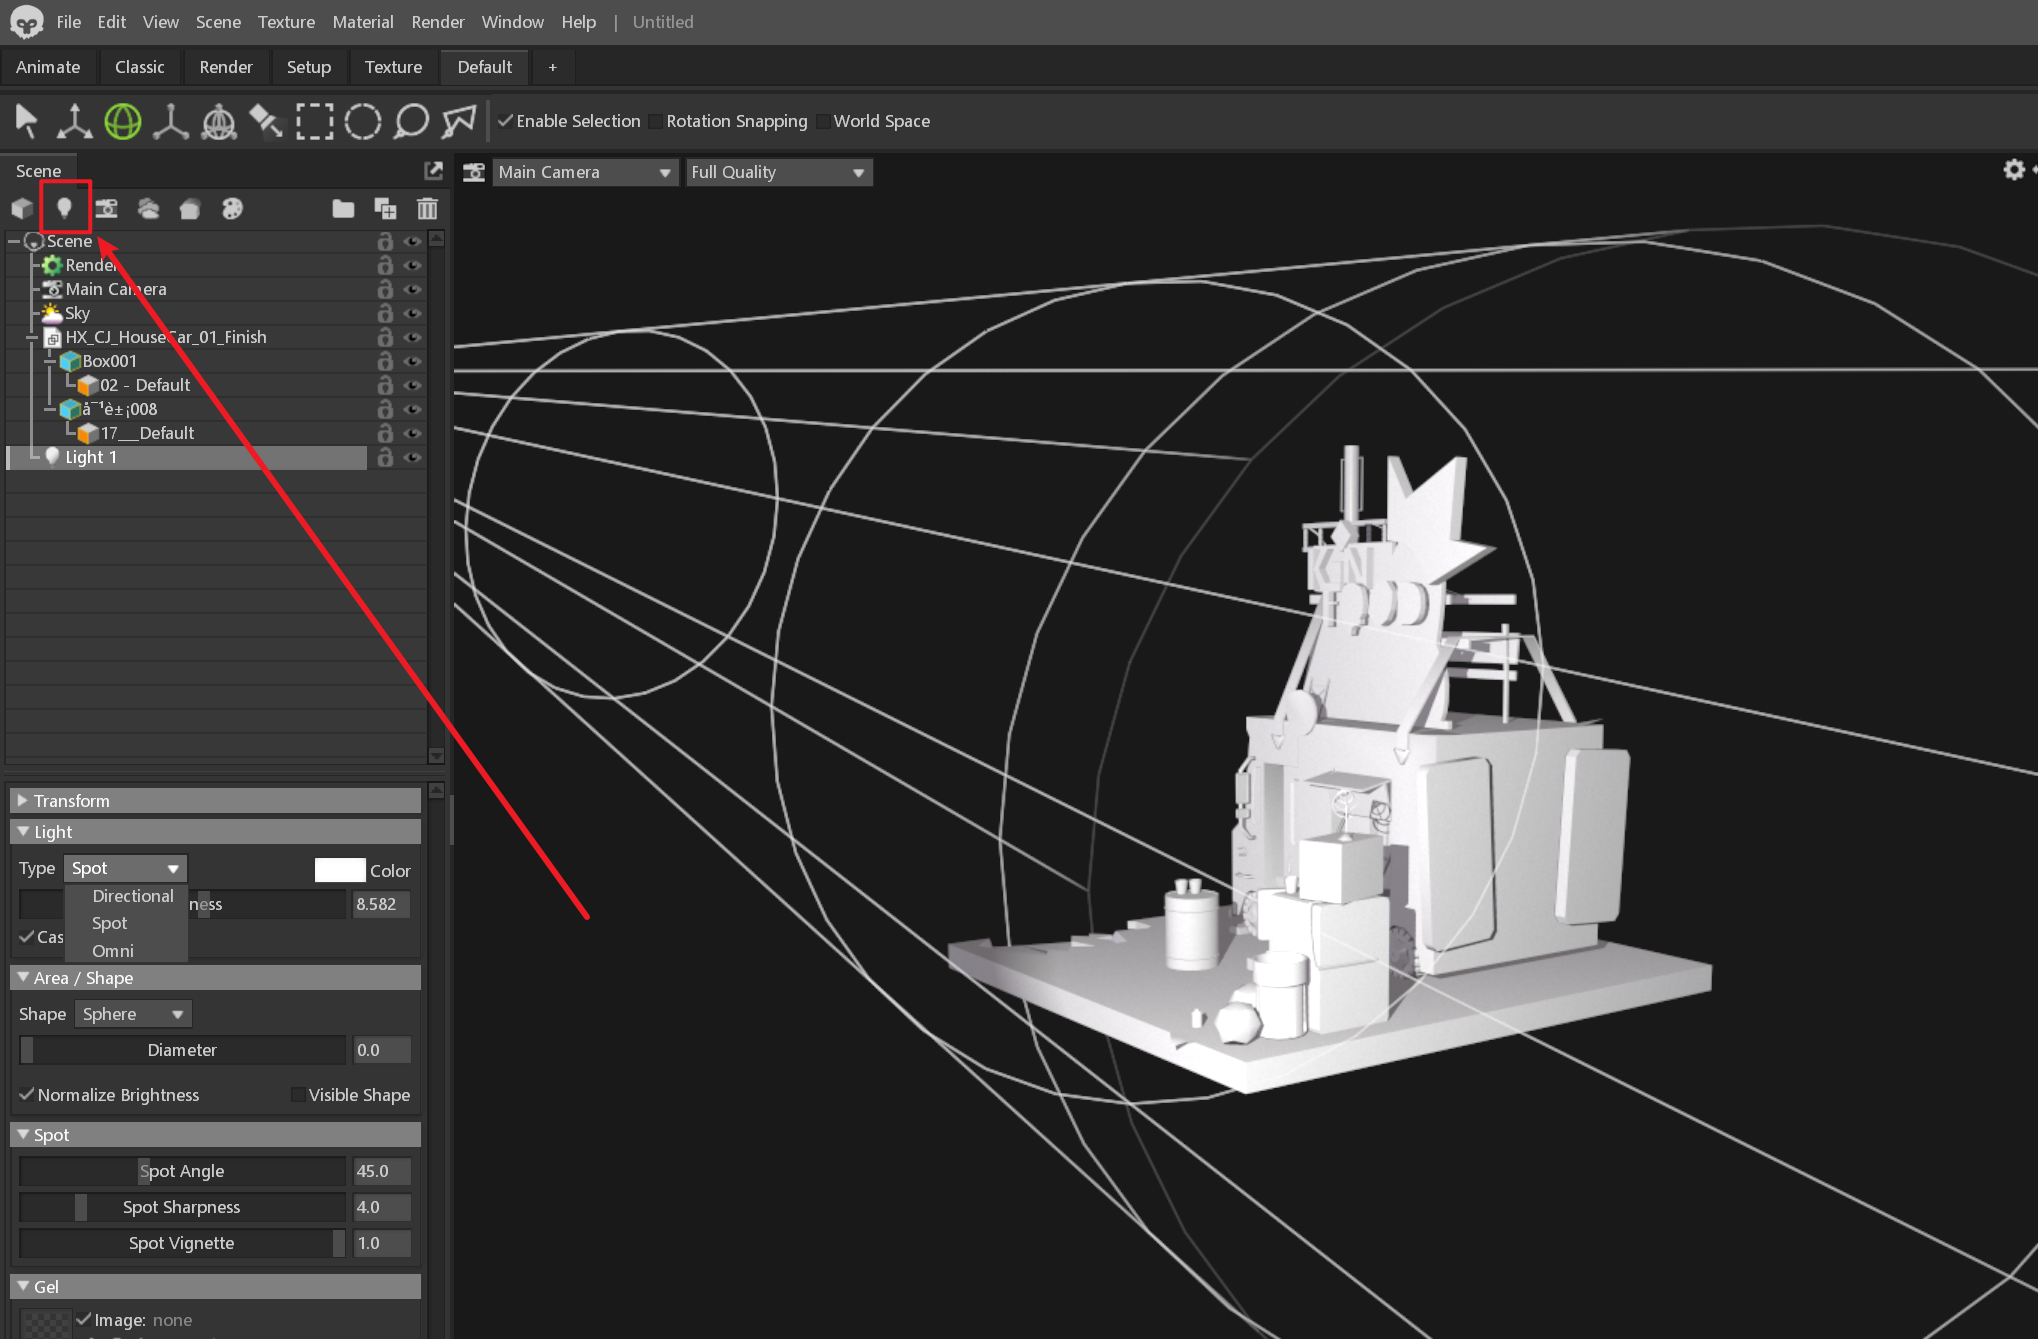 File Edit View Scene Texture Material Render Window Help | Untitled
Animate Classic Render Setup Texture Default +
Enable Selection Rotation Snapping World Space
Scene
Main Camera Full Quality
Scene
Render
Main Camera
Sky
HX_CJ_HouseCar_01_Finish
Box001
02 - Default
å¯¹è±¡008
17__Default
Light 1
Transform
Light
Type Spot Color
Directional
ness 8.582
Spot
Cas
Omni
Area / Shape
Shape Sphere
Diameter 0.0
Normalize Brightness Visible Shape
Spot
Spot Angle 45.0
Spot Sharpness 4.0
Spot Vignette 1.0
Gel
Image: none